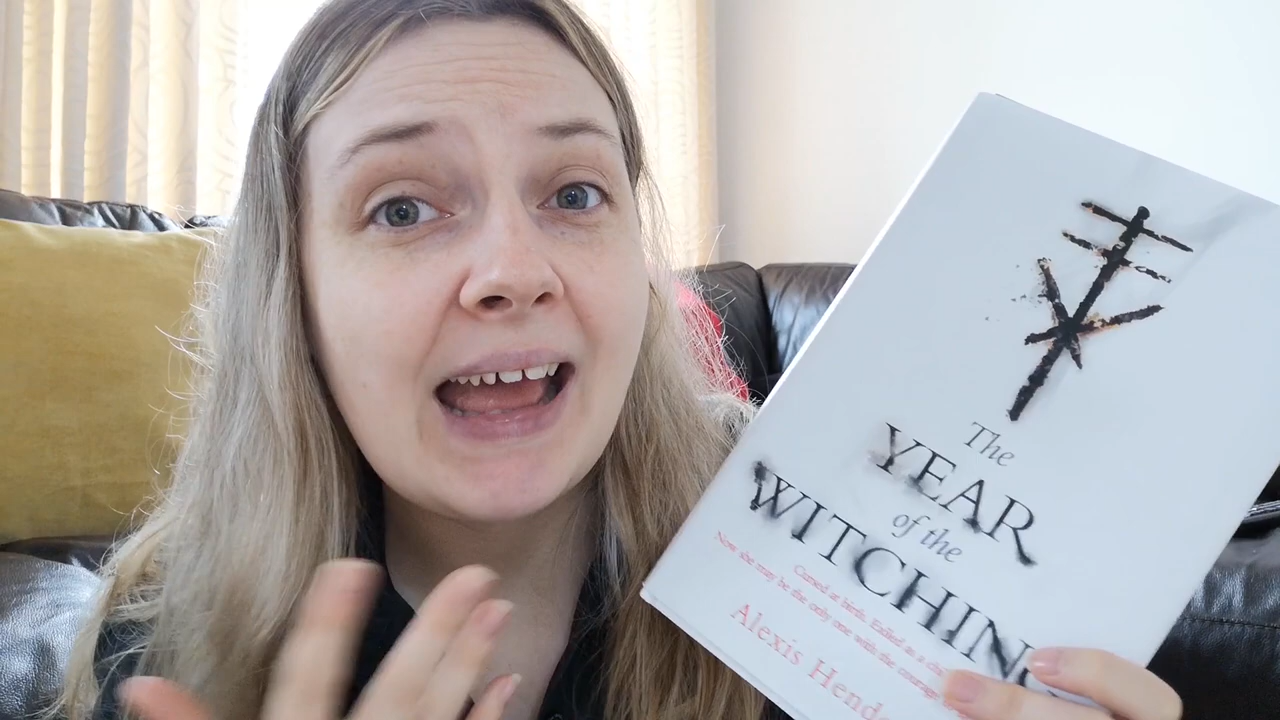 The
YEAR
of the
WITCHIN
Cursed at birth. Exiled as a
Now she may be the only one with the courage
Alexis Hende